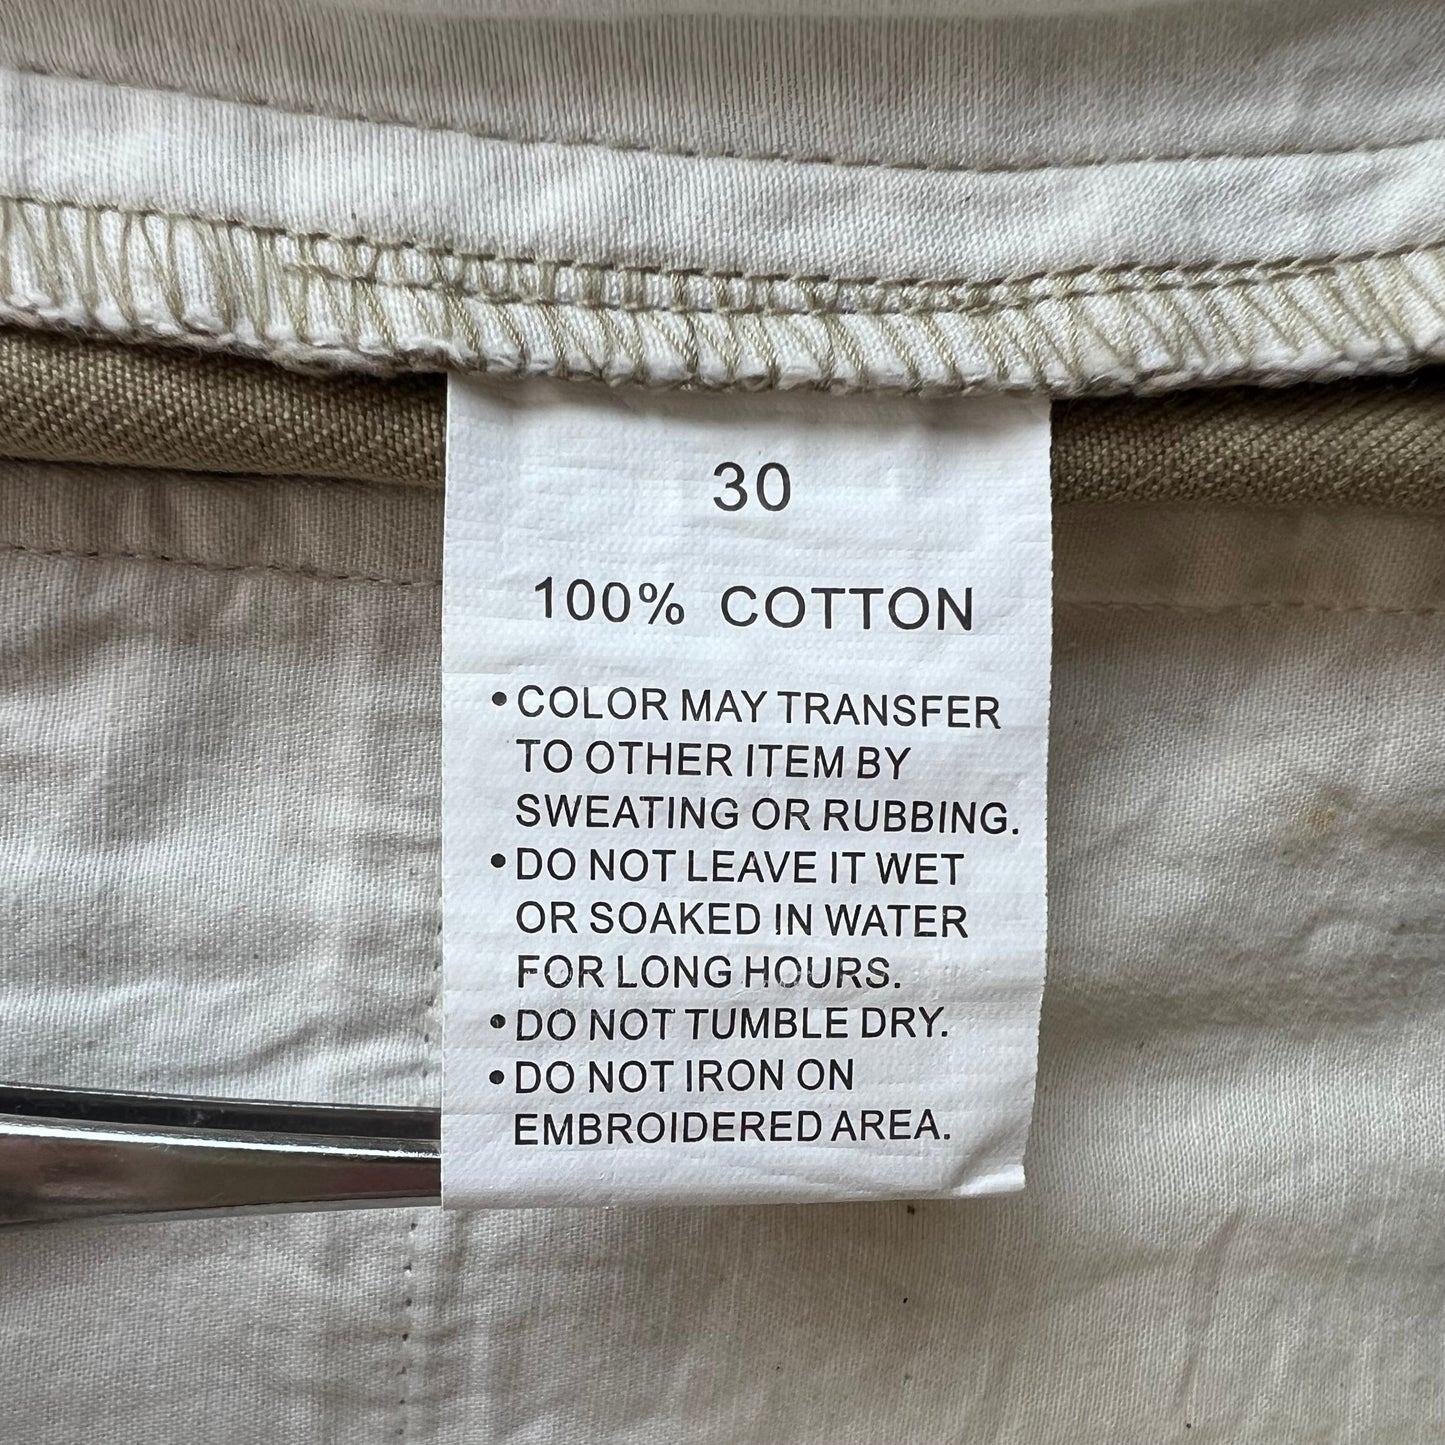 30
100% COTTON
•COLOR MAY TRANSFER
TO OTHER ITEM BY
SWEATING OR RUBBING.
•DO NOT LEAVE IT WET
OR SOAKED IN WATER
FOR LONG HOURS.
•DO NOT TUMBLE DRY.
•DO NOT IRON ON
EMBROIDERED AREA.